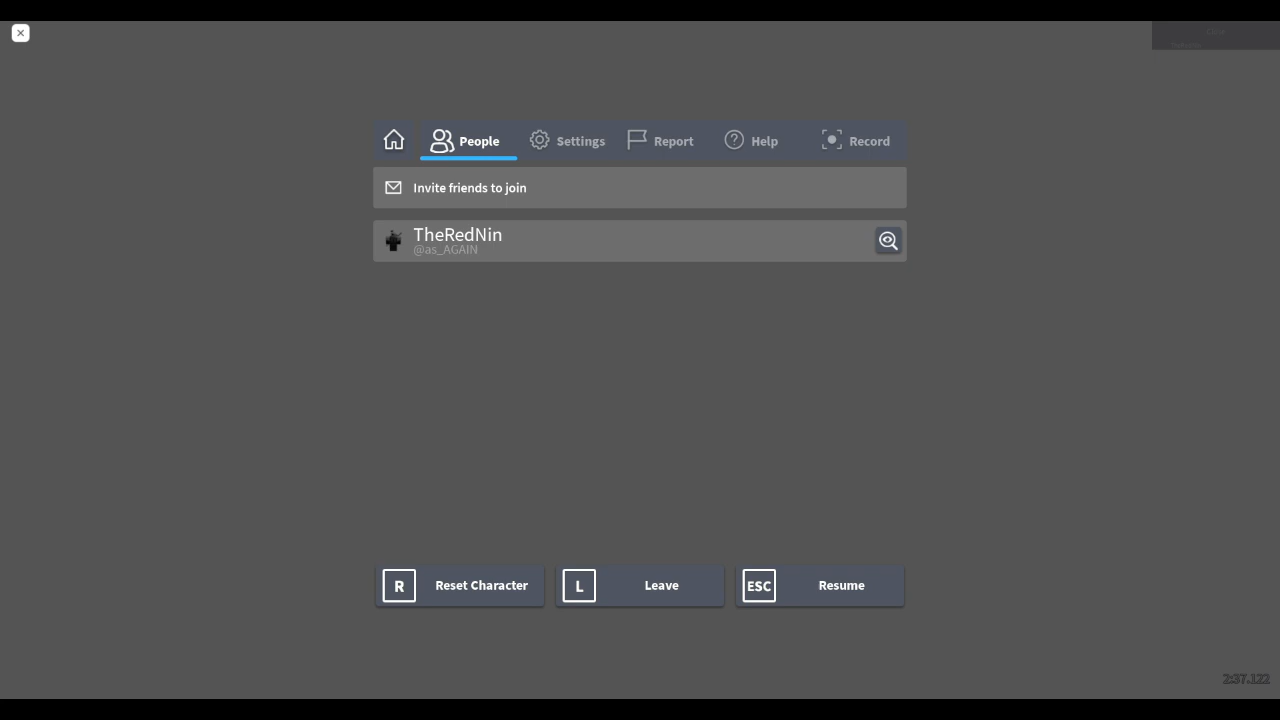 People
Settings
Report
Help
Record
Invite friends to join
TheRedNin
@as_AGAIN
R Reset Character
L Leave
ESC Resume
2:37.122